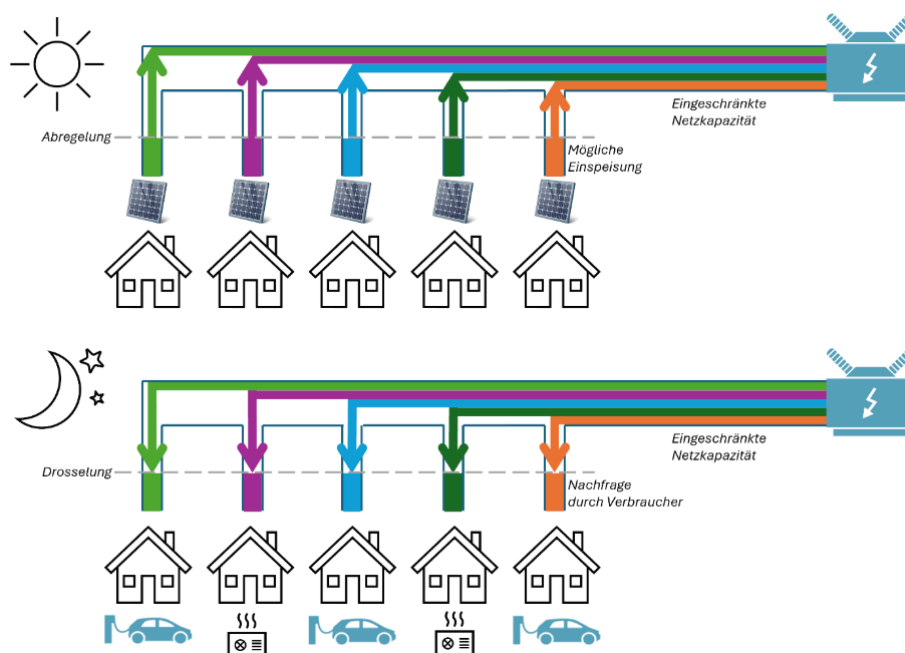 Eingeschränkte
Netzkapazität
Abregelung
Mögliche
Einspeisung
Eingeschränkte
Netzkapazität
Drosselung
Nachfrage
durch Verbraucher